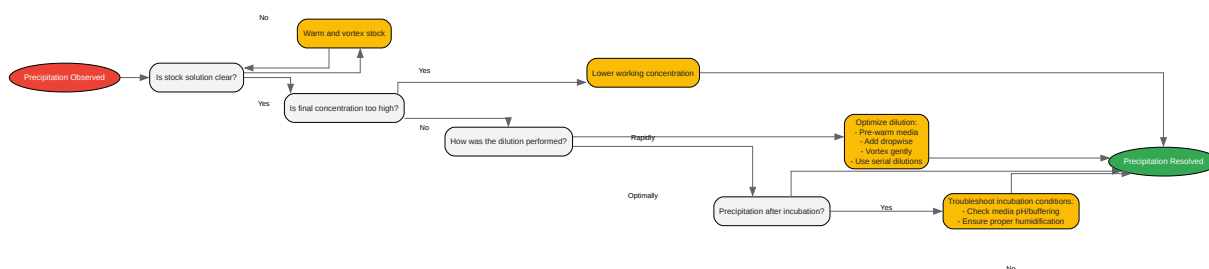 No
Warm and vortex stock
Precipitation Observed
Is stock solution clear?
Yes
Lower working concentration
Yes
Is final concentration too high?
No
How was the dilution performed?
Rapidly
Optimize dilution:
- Pre-warm media
- Add dropwise
- Vortex gently
- Use serial dilutions
Precipitation Resolved
Optimally
Precipitation after incubation?
Yes
Troubleshoot incubation conditions:
- Check media pH/buffering
- Ensure proper humidification
No